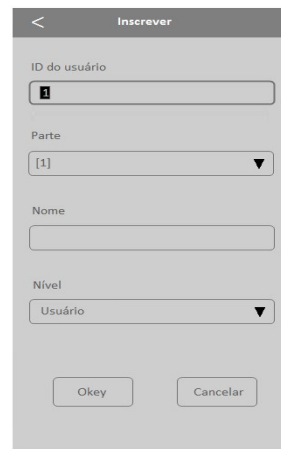 < Inscrever
ID do usuário
1
Parte
[1]
Nome
Nível
Usuário
Okey Cancelar